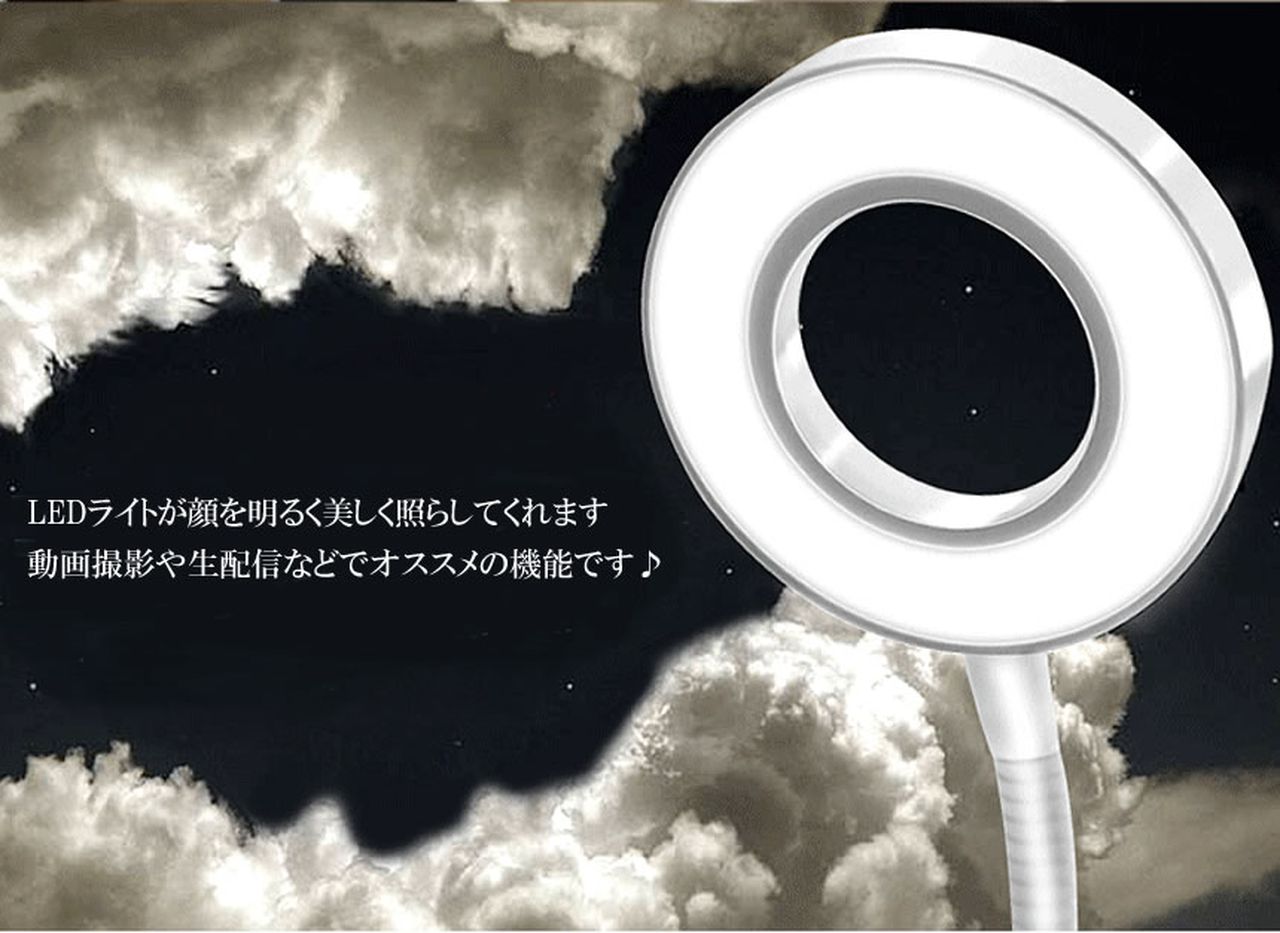 LEDライトが顔を明るく美しく照らしてくれます
動画撮影や生配信などでオススメの機能です♪